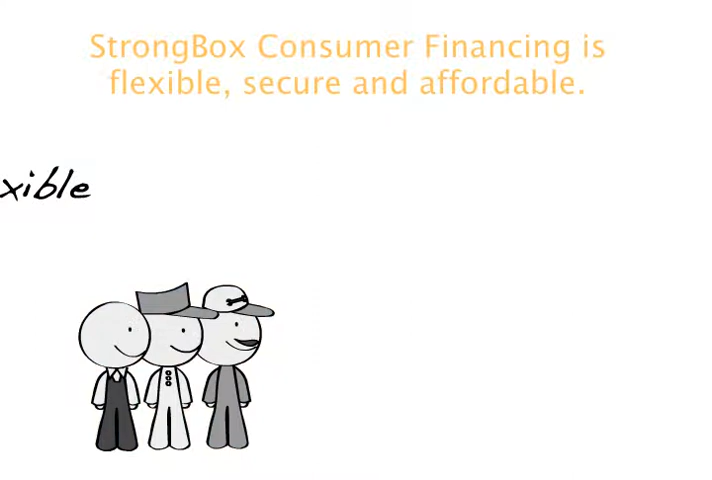 StrongBox Consumer Financing is
flexible, secure and affordable.
xible